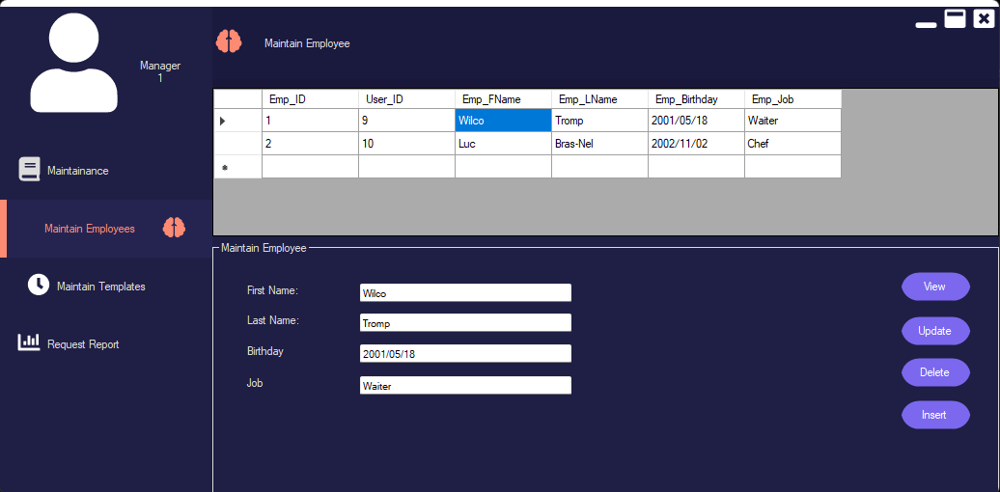 Manager
1
Maintainance
Maintain Employees
Maintain Templates
Request Report
Maintain Employee
Emp_ID User_ID Emp_FName Emp_LName Emp_Birthday Emp_Job
1 9 Wilco Tromp 2001/05/18 Waiter
2 10 Luc Bras-Nel 2002/11/02 Chef
Maintain Employee
First Name: Wilco
Last Name: Tromp
Birthday 2001/05/18
Job Waiter
View
Update
Delete
Insert